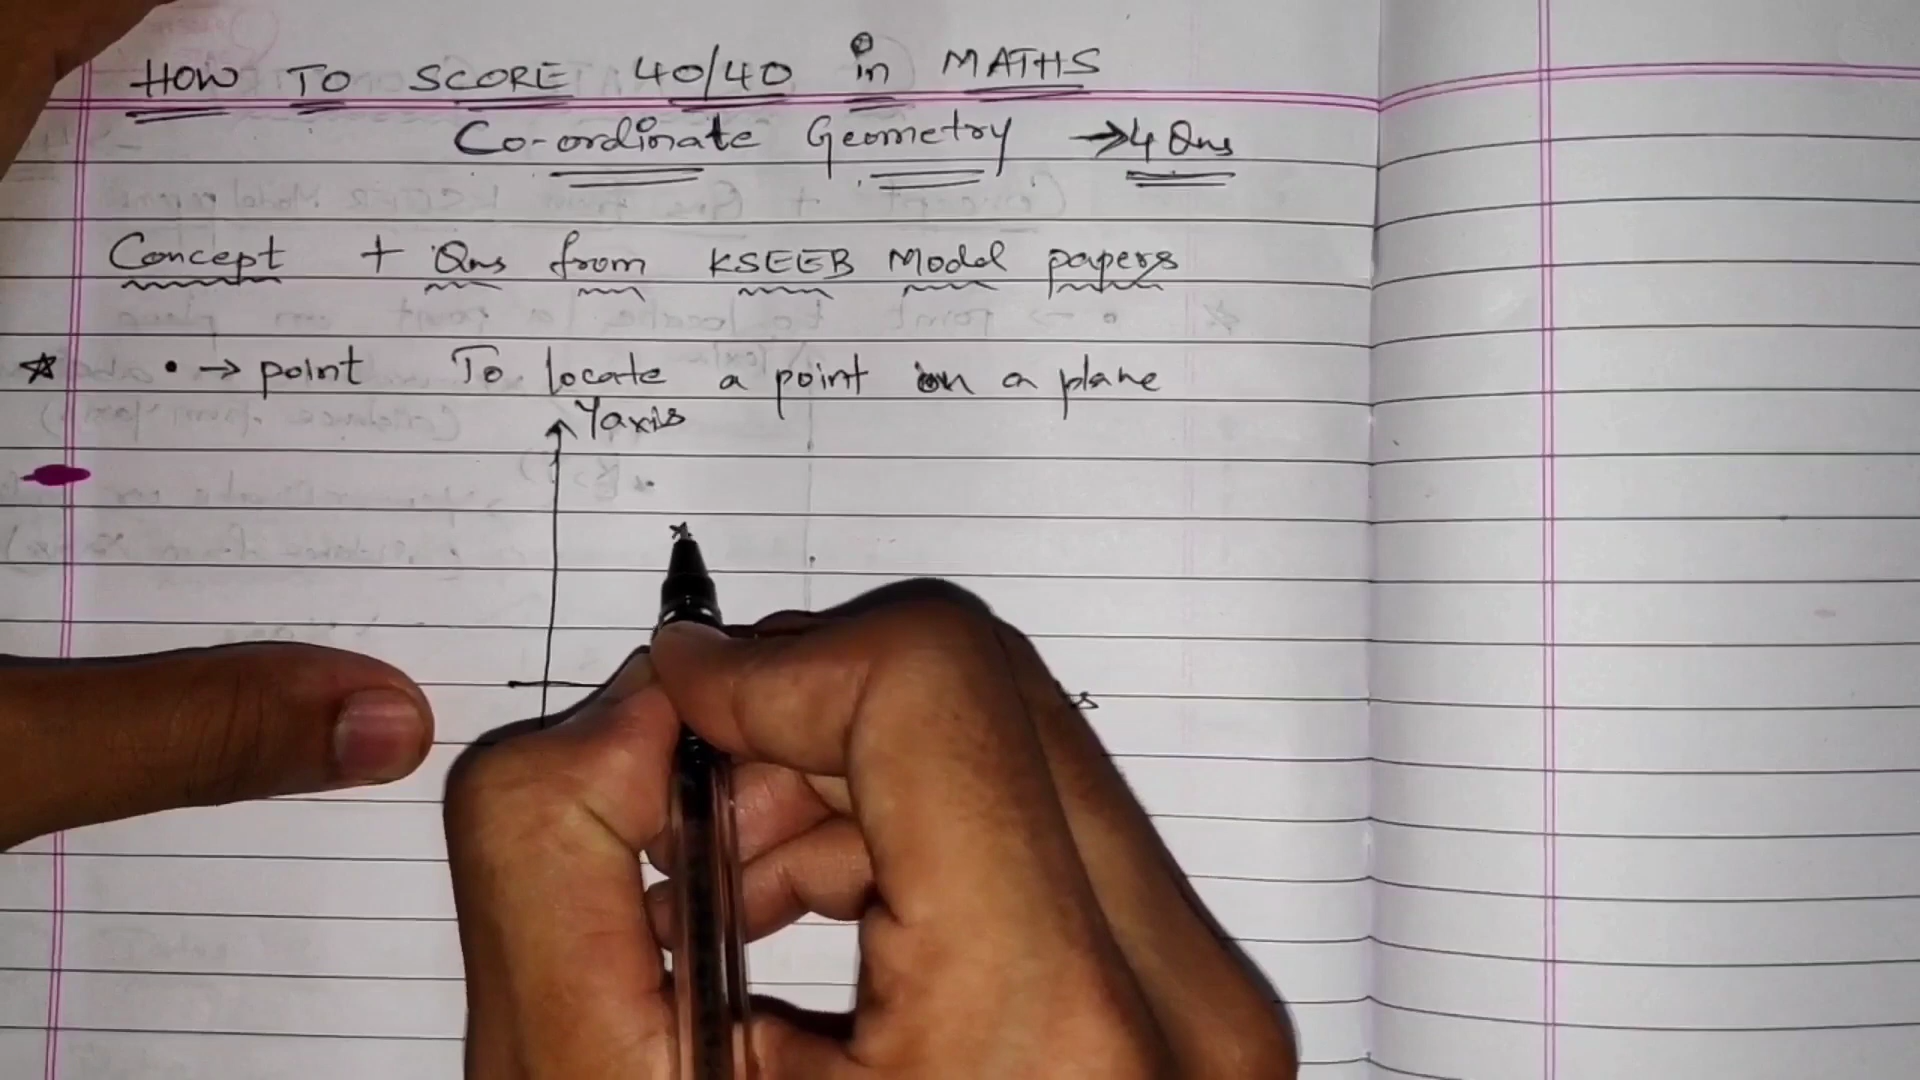 HOW TO SCORE 40/40 in MATHS
Co-ordinate Geometry → 4 Qns
Concept + Qns from KSEEB Model papers
☆ • → point To locate a point on a plane
Yaxis